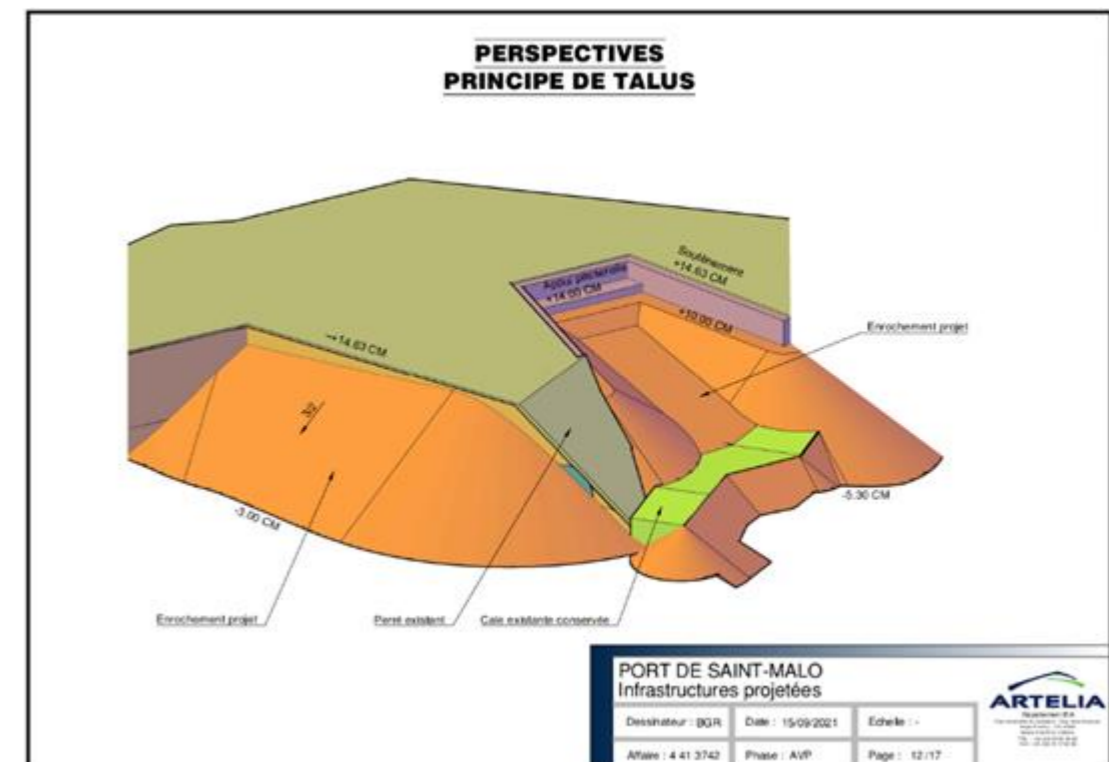 PERSPECTIVES
PRINCIPE DE TALUS
Soutènement
+14.63 CM
Appui passerelle
+14.00 CM
+10.00 CM
Enrochement projet
+14.63 CM
3/2
-3.00 CM
-5.30 CM
Enrochement projet
Perré existant
Cale existante conservée
PORT DE SAINT-MALO
Infrastructures projetées
ARTELIA
Dessinateur : BGR
Date : 15/09/2021
Echelle : -
Affaire : 4 41 3742
Phase : AVP
Page : 12 /17